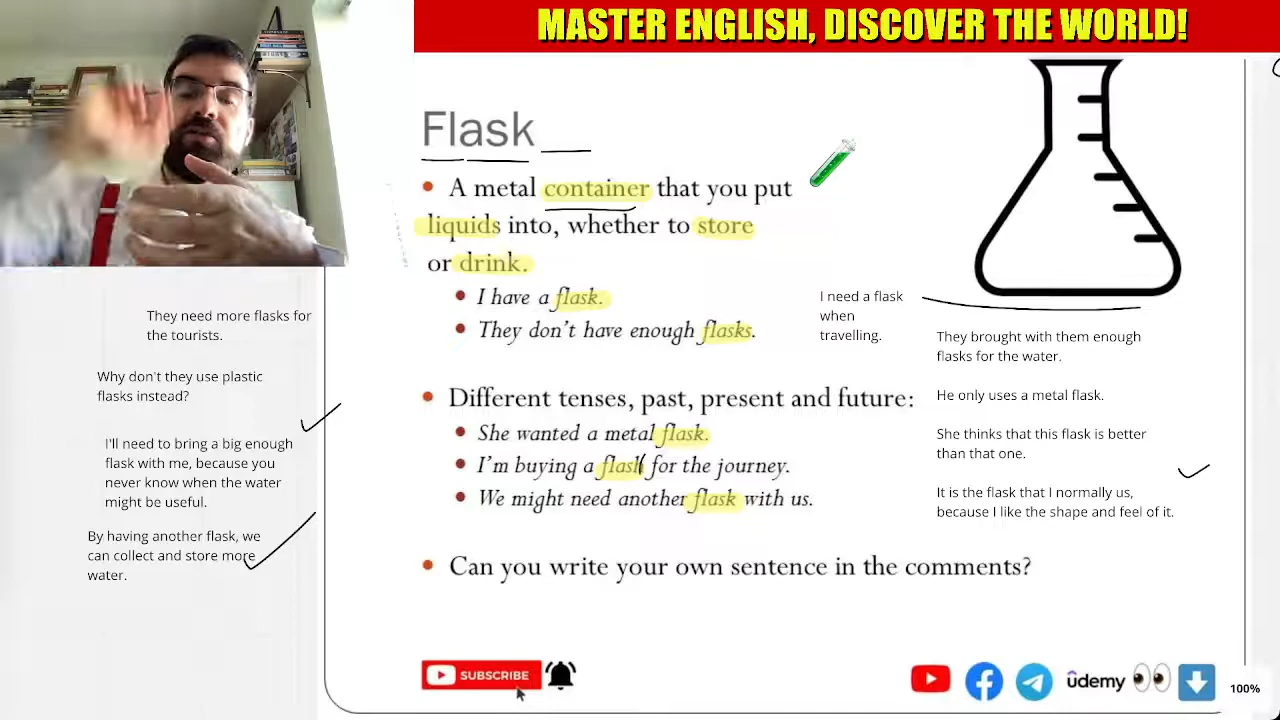 MASTER ENGLISH, DISCOVER THE WORLD!
Flask
A metal container that you put
liquids into, whether to store
or drink.
I have a flask.
They don't have enough flasks.
Different tenses, past, present and future:
She wanted a metal flask.
I'm buying a flask for the journey.
We might need another flask with us.
Can you write your own sentence in the comments?
They need more flasks for
the tourists.
Why don't they use plastic
flasks instead?
I'll need to bring a big enough
flask with me, because you
never know when the water
might be useful.
By having another flask, we
can collect and store more
water.
I need a flask
when
travelling.
They brought with them enough
flasks for the water.
He only uses a metal flask.
She thinks that this flask is better
than that one.
It is the flask that I normally us,
because I like the shape and feel of it.
SUBSCRIBE
udemy
100%